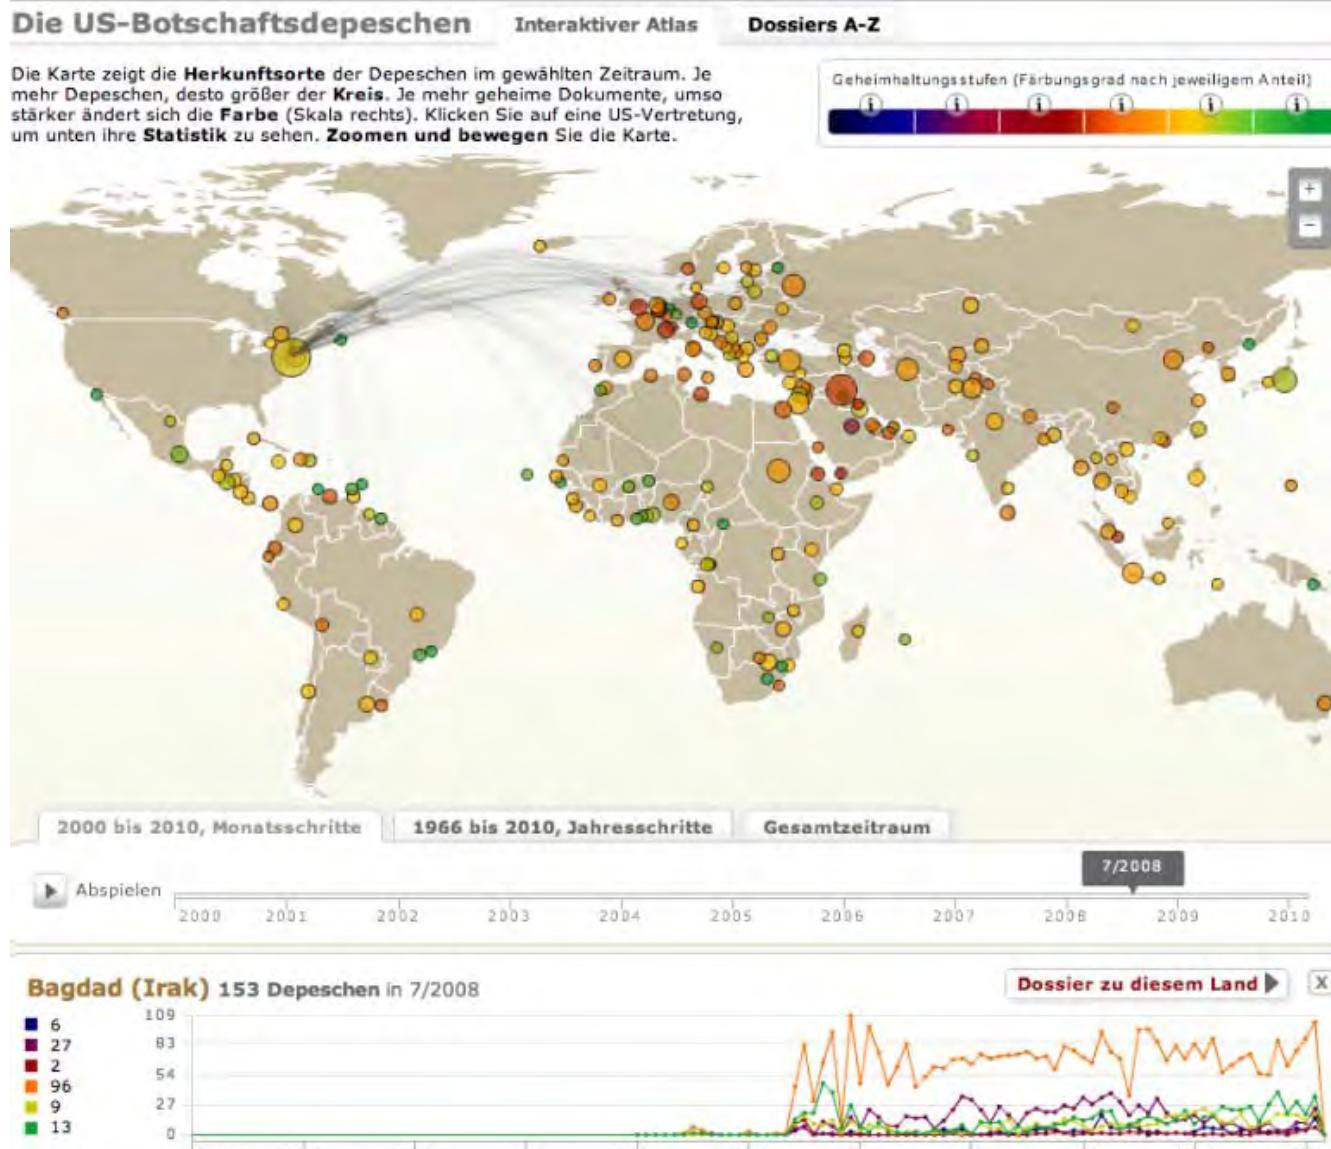 Die US-Botschaftsdepeschen
Interaktiver Atlas
Dossiers A-Z
Die Karte zeigt die Herkunftsorte der Depeschen im gewählten Zeitraum. Je
mehr Depeschen, desto größer der Kreis. Je mehr geheime Dokumente, umso
stärker ändert sich die Farbe (Skala rechts). Klicken Sie auf eine US-Vertretung,
um unten ihre Statistik zu sehen. Zoomen und bewegen Sie die Karte.
Geheimhaltungsstufen (Färbungsgrad nach jeweiligem Anteil)
i i i i i i
+
−
2000 bis 2010, Monatsschritte
1966 bis 2010, Jahresschritte
Gesamtzeitraum
7/2008
Abspielen
2000 2001 2002 2003 2004 2005 2006 2007 2008 2009 2010
Bagdad (Irak) 153 Depeschen in 7/2008
Dossier zu diesem Land
X
6
27
2
96
9
13
109
83
54
27
0